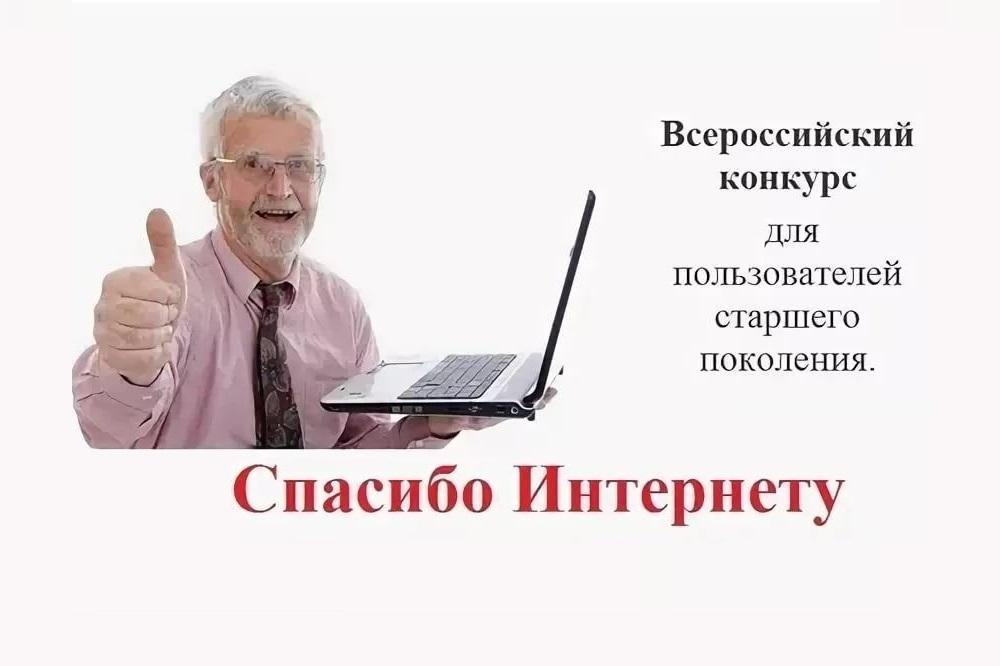 Всероссийский
конкурс
для
пользователей
старшего
поколения.
Спасибо Интернету